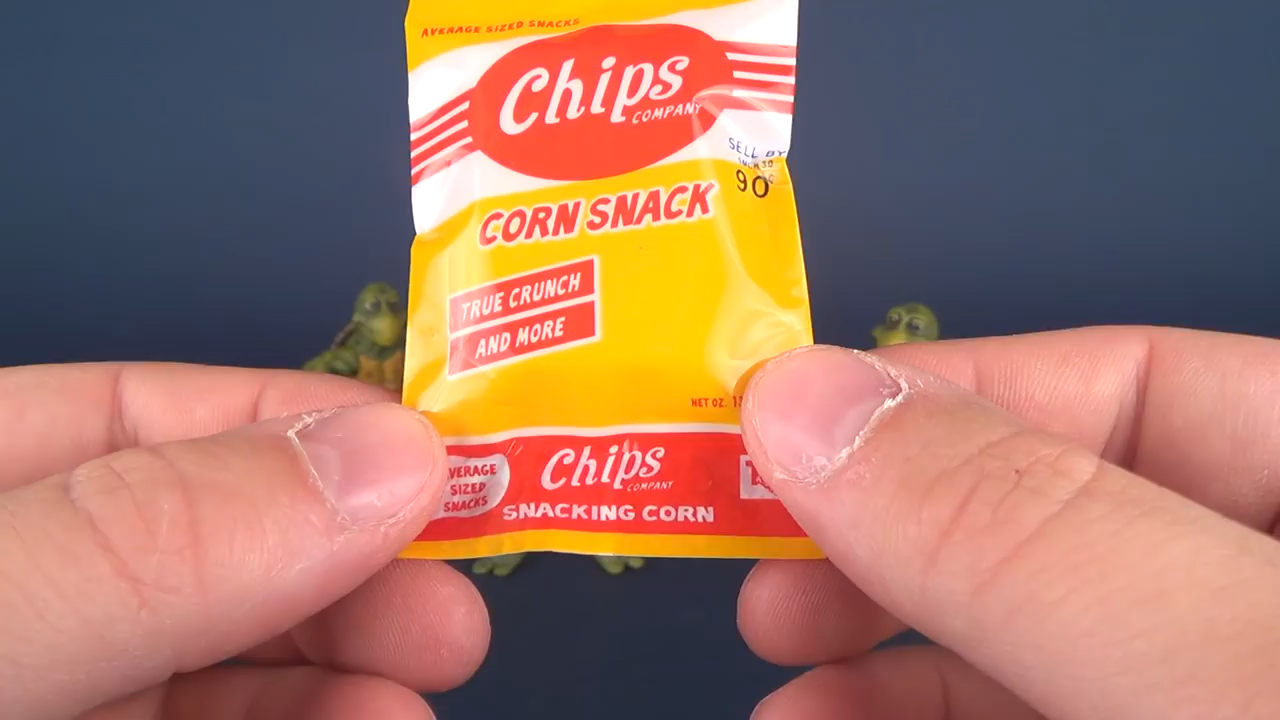 AVERAGE SIZED SNACKS
Chips
COMPANY
SELL BY
90
CORN SNACK
TRUE CRUNCH
AND MORE
NET OZ.
VERAGE
SIZED
SNACKS
Chips
COMPANY
SNACKING CORN